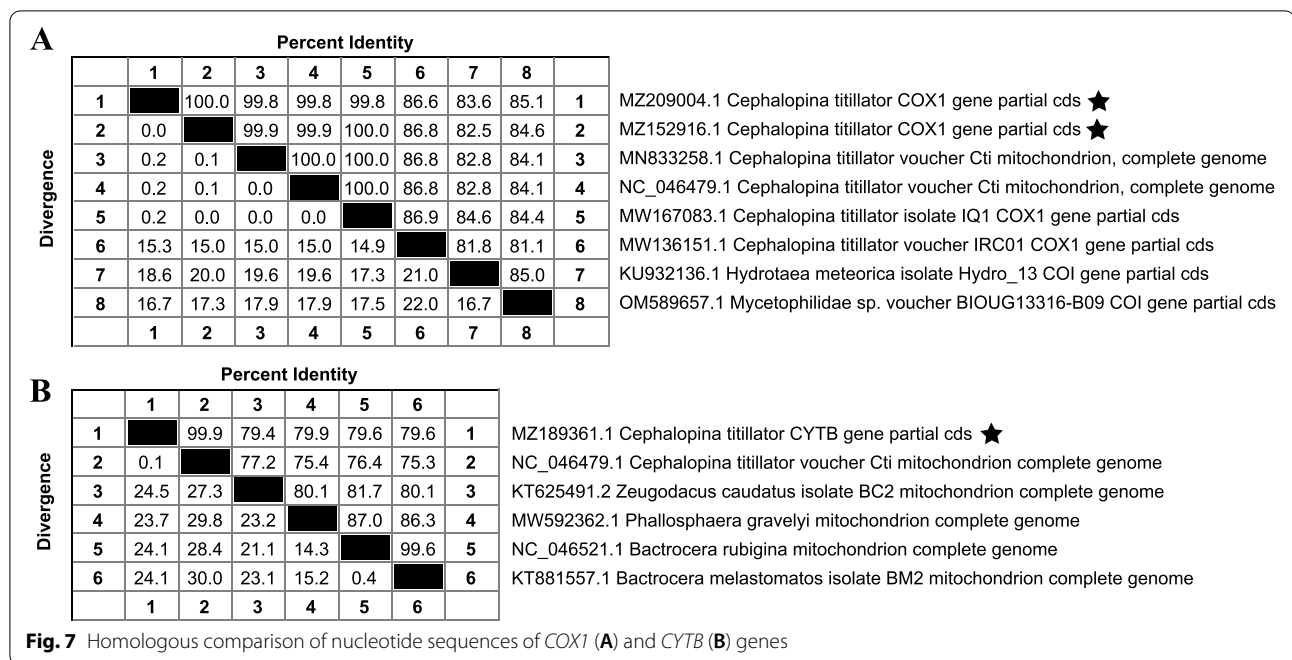 A
Percent Identity
1 2 3 4 5 6 7 8
1 100.0 99.8 99.8 99.8 86.6 83.6 85.1 1 MZ209004.1 Cephalopina titillator COX1 gene partial cds ★
2 0.0 99.9 99.9 100.0 86.8 82.5 84.6 2 MZ152916.1 Cephalopina titillator COX1 gene partial cds ★
3 0.2 0.1 100.0 100.0 86.8 82.8 84.1 3 MN833258.1 Cephalopina titillator voucher Cti mitochondrion, complete genome
4 0.2 0.1 0.0 100.0 86.8 82.8 84.1 4 NC_046479.1 Cephalopina titillator voucher Cti mitochondrion, complete genome
5 0.2 0.0 0.0 0.0 86.9 84.6 84.4 5 MW167083.1 Cephalopina titillator isolate IQ1 COX1 gene partial cds
6 15.3 15.0 15.0 15.0 14.9 81.8 81.1 6 MW136151.1 Cephalopina titillator voucher IRC01 COX1 gene partial cds
7 18.6 20.0 19.6 19.6 17.3 21.0 85.0 7 KU932136.1 Hydrotaea meteorica isolate Hydro_13 COI gene partial cds
8 16.7 17.3 17.9 17.9 17.5 22.0 16.7 8 OM589657.1 Mycetophilidae sp. voucher BIOUG13316-B09 COI gene partial cds
1 2 3 4 5 6 7 8
Divergence
B
Percent Identity
1 2 3 4 5 6
1 99.9 79.4 79.9 79.6 79.6 1 MZ189361.1 Cephalopina titillator CYTB gene partial cds ★
2 0.1 77.2 75.4 76.4 75.3 2 NC_046479.1 Cephalopina titillator voucher Cti mitochondrion complete genome
3 24.5 27.3 80.1 81.7 80.1 3 KT625491.2 Zeugodacus caudatus isolate BC2 mitochondrion complete genome
4 23.7 29.8 23.2 87.0 86.3 4 MW592362.1 Phallosphaera gravelyi mitochondrion complete genome
5 24.1 28.4 21.1 14.3 99.6 5 NC_046521.1 Bactrocera rubigina mitochondrion complete genome
6 24.1 30.0 23.1 15.2 0.4 6 KT881557.1 Bactrocera melastomatos isolate BM2 mitochondrion complete genome
1 2 3 4 5 6
Divergence
Fig. 7 Homologous comparison of nucleotide sequences of COX1 (A) and CYTB (B) genes